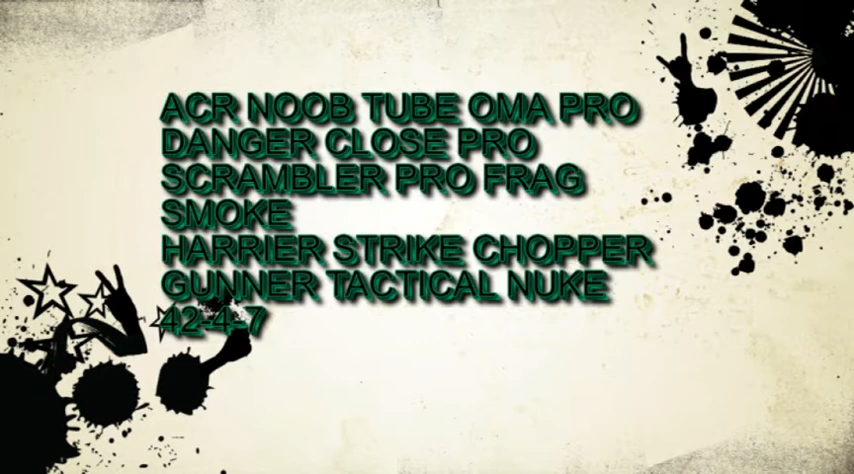 ACR NOOB TUBE OMA PRO
DANGER CLOSE PRO
SCRAMBLER PRO FRAG
SMOKE
HARRIER STRIKE CHOPPER
GUNNER TACTICAL NUKE
42-4-7